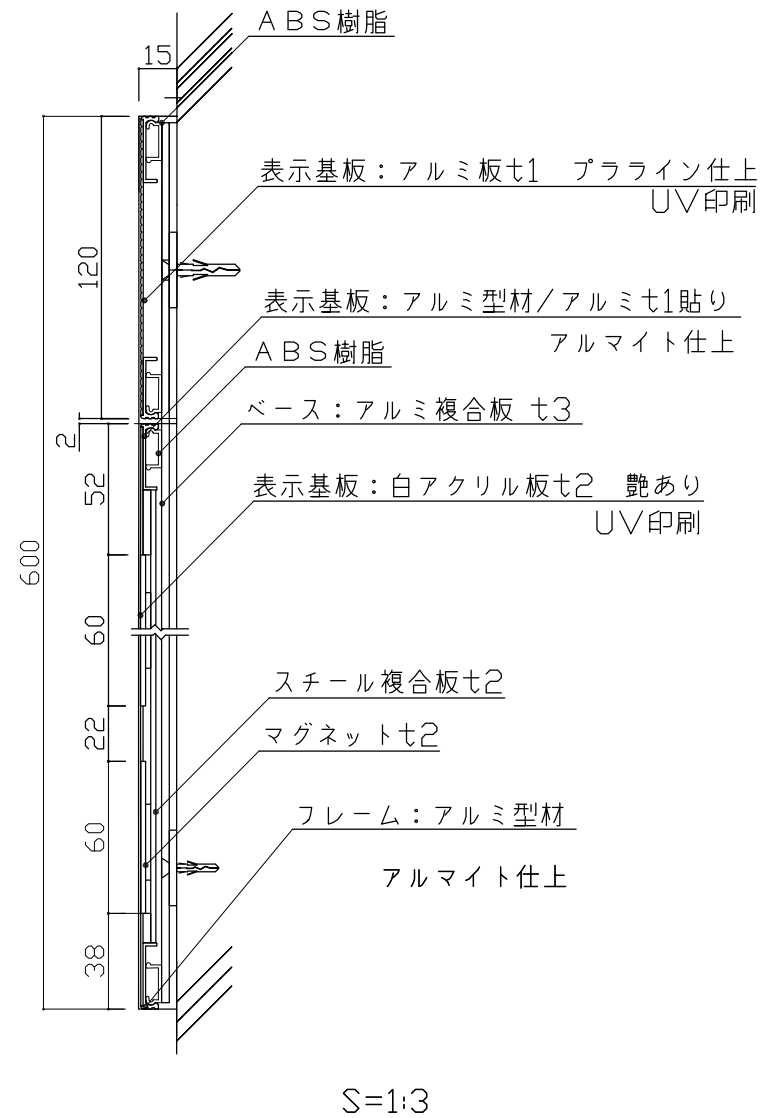 ABS樹脂
15
表示基板：アルミ板t1　プラライン仕上
UV印刷
120
表示基板：アルミ型材/アルミt1貼り
アルマイト仕上
ABS樹脂
ベース：アルミ複合板 t3
2
52
表示基板：白アクリル板t2　艶あり
UV印刷
600
60
スチール複合板t2
22
マグネットt2
フレーム：アルミ型材
60
アルマイト仕上
38
S=1:3